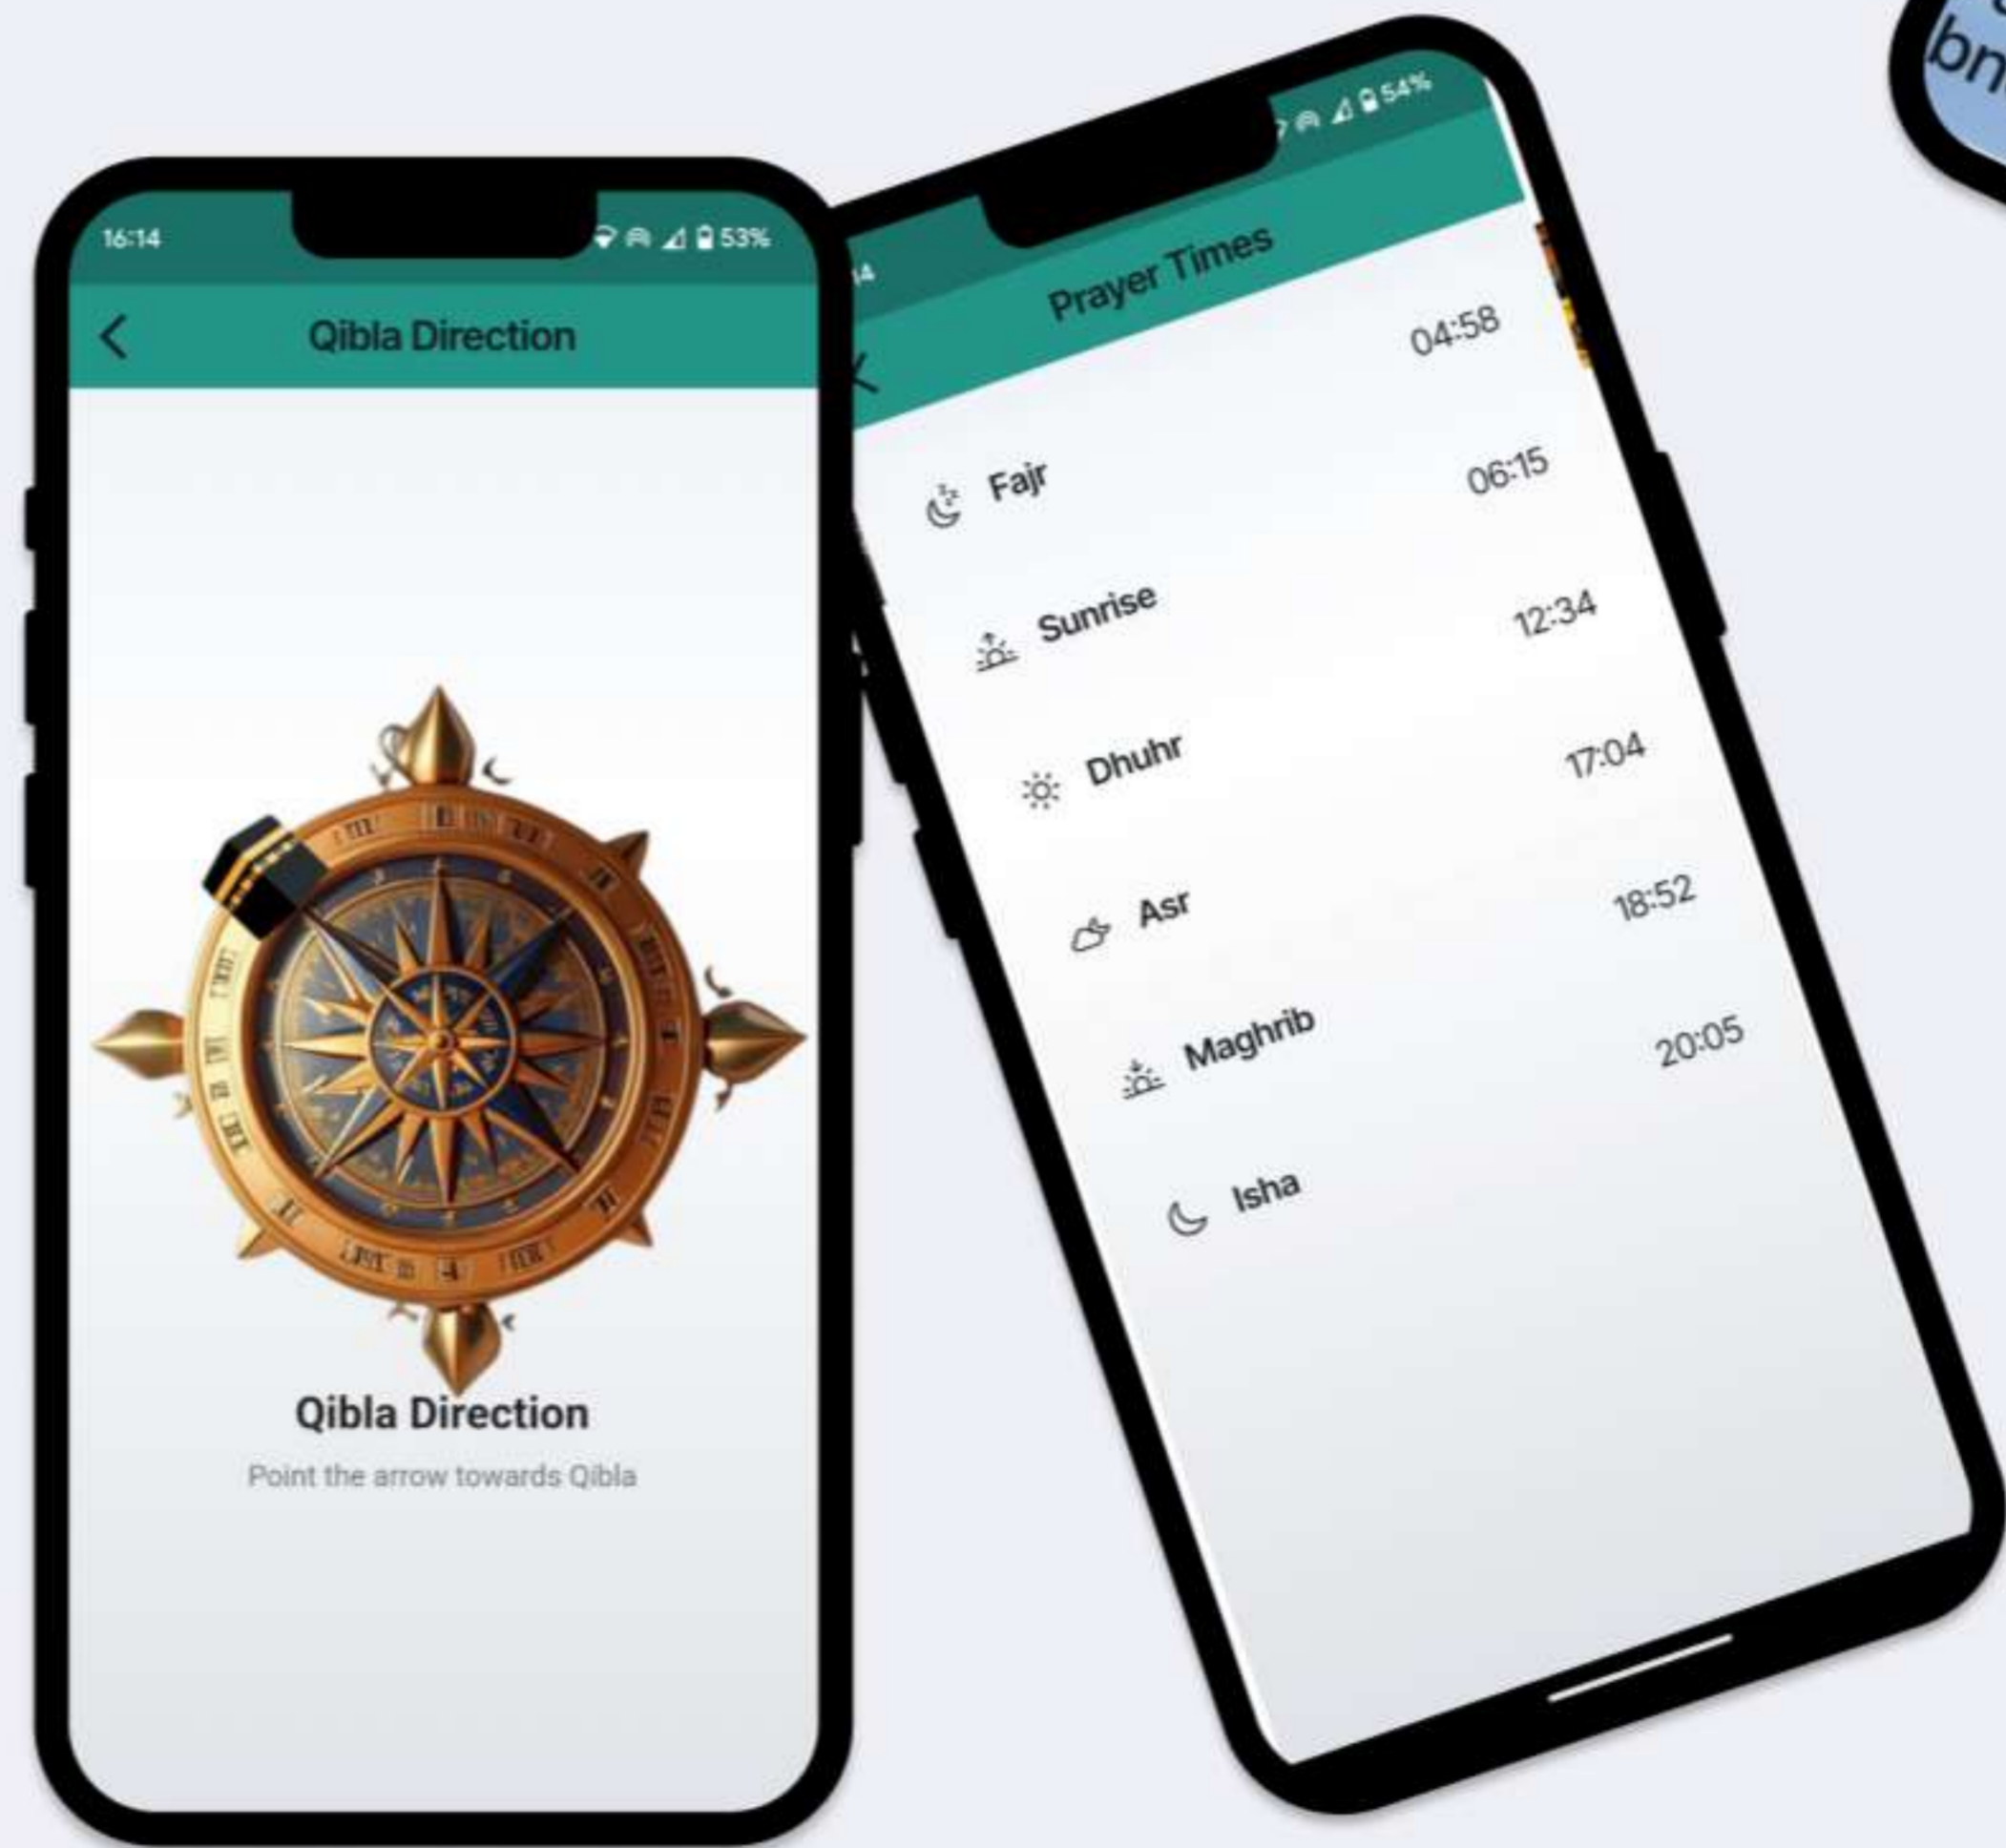 16:14
53%
Qibla Direction
Qibla Direction
Point the arrow towards Qibla
54%
Prayer Times
Fajr 04:58
Sunrise 06:15
Dhuhr 12:34
Asr 17:04
Maghrib 18:52
Isha 20:05